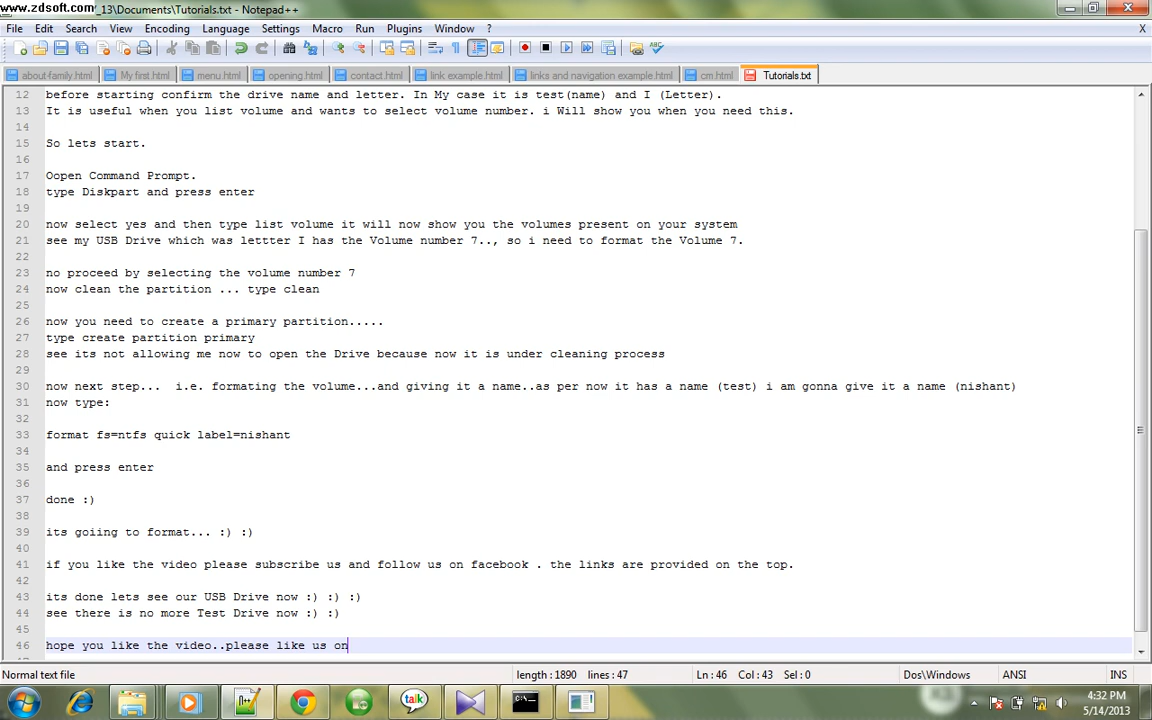 www.zdsoft.com _13\Documents\Tutorials.txt - Notepad++
File Edit Search View Encoding Language Settings Macro Run Plugins Window ? X
about-family.html My first.html menu.html opening.html contact.html link example.html links and navigation example.html cm.html Tutorials.txt
12 before starting confirm the drive name and letter. In My case it is test(name) and I (Letter).
13 It is useful when you list volume and wants to select volume number. i Will show you when you need this.
14
15 So lets start.
16
17 Oopen Command Prompt.
18 type Diskpart and press enter
19
20 now select yes and then type list volume it will now show you the volumes present on your system
21 see my USB Drive which was lettter I has the Volume number 7.., so i need to format the Volume 7.
22
23 no proceed by selecting the volume number 7
24 now clean the partition ... type clean
25
26 now you need to create a primary partition.....
27 type create partition primary
28 see its not allowing me now to open the Drive because now it is under cleaning process
29
30 now next step...  i.e. formating the volume...and giving it a name..as per now it has a name (test) i am gonna give it a name (nishant)
31 now type:
32
33 format fs=ntfs quick label=nishant
34
35 and press enter
36
37 done :)
38
39 its goiing to format... :) :)
40
41 if you like the video please subscribe us and follow us on facebook . the links are provided on the top.
42
43 its done lets see our USB Drive now :) :) :)
44 see there is no more Test Drive now :) :)
45
46 hope you like the video..please like us on
Normal text file length : 1890 lines : 47 Ln : 46 Col : 43 Sel : 0 Dos\Windows ANSI INS
talk
4:32 PM
5/14/2013